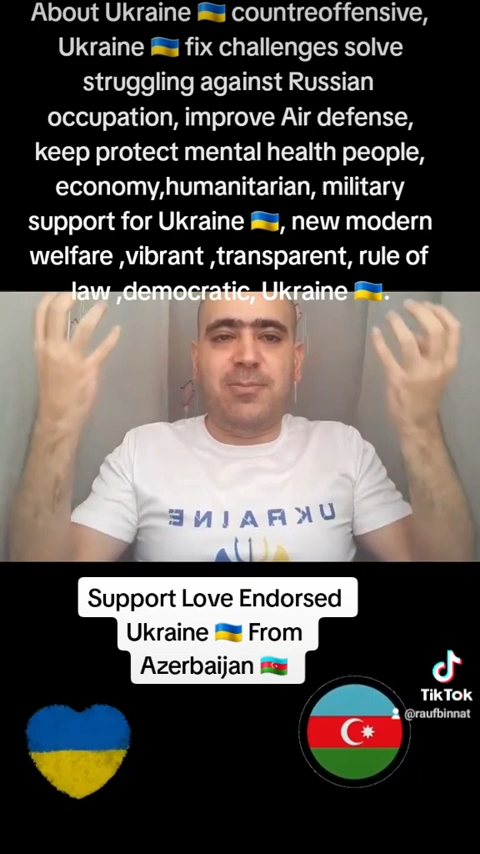 About Ukraine 🇺🇦 countreoffensive,
Ukraine 🇺🇦 fix challenges solve
struggling against Russian
occupation, improve Air defense,
keep protect mental health people,
economy,humanitarian, military
support for Ukraine 🇺🇦, new modern
welfare ,vibrant ,transparent, rule of
law ,democratic, Ukraine 🇺🇦.
UKRAINE
Support Love Endorsed
Ukraine 🇺🇦 From
Azerbaijan 🇦🇿
TikTok
@raufbinnat